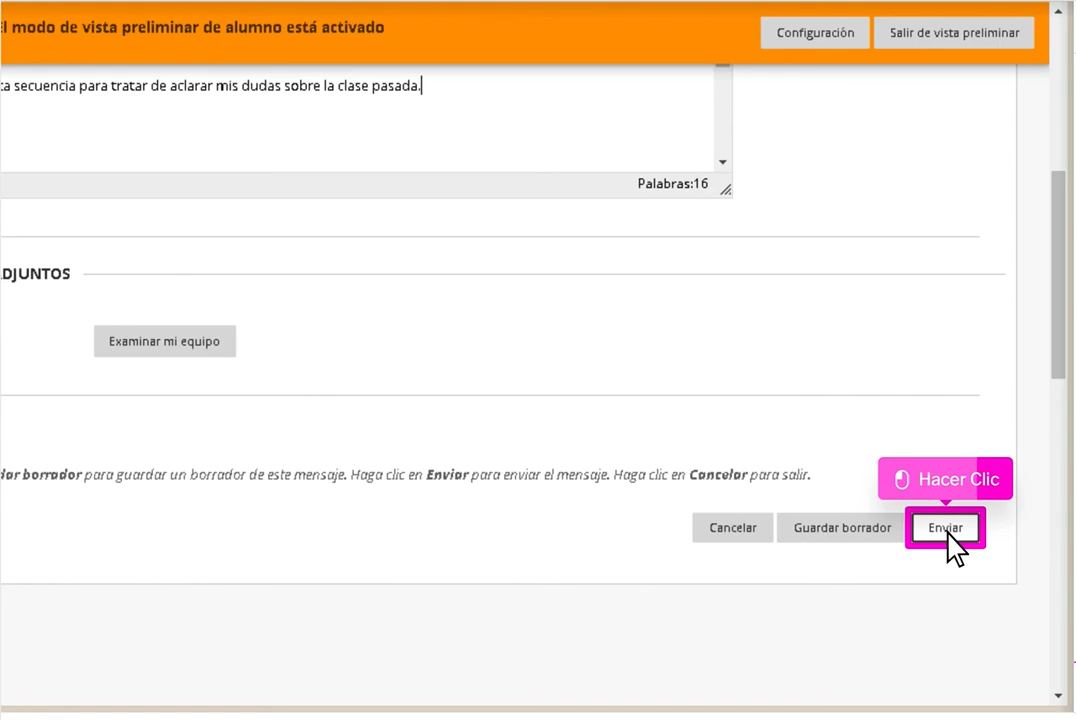 l modo de vista preliminar de alumno está activado
Configuración
Salir de vista preliminar
ta secuencia para tratar de aclarar mis dudas sobre la clase pasada.
Palabras:16
DJUNTOS
Examinar mi equipo
dar borrador para guardar un borrador de este mensaje. Haga clic en Enviar para enviar el mensaje. Haga clic en Cancelar para salir.
Hacer Clic
Cancelar
Guardar borrador
Enviar